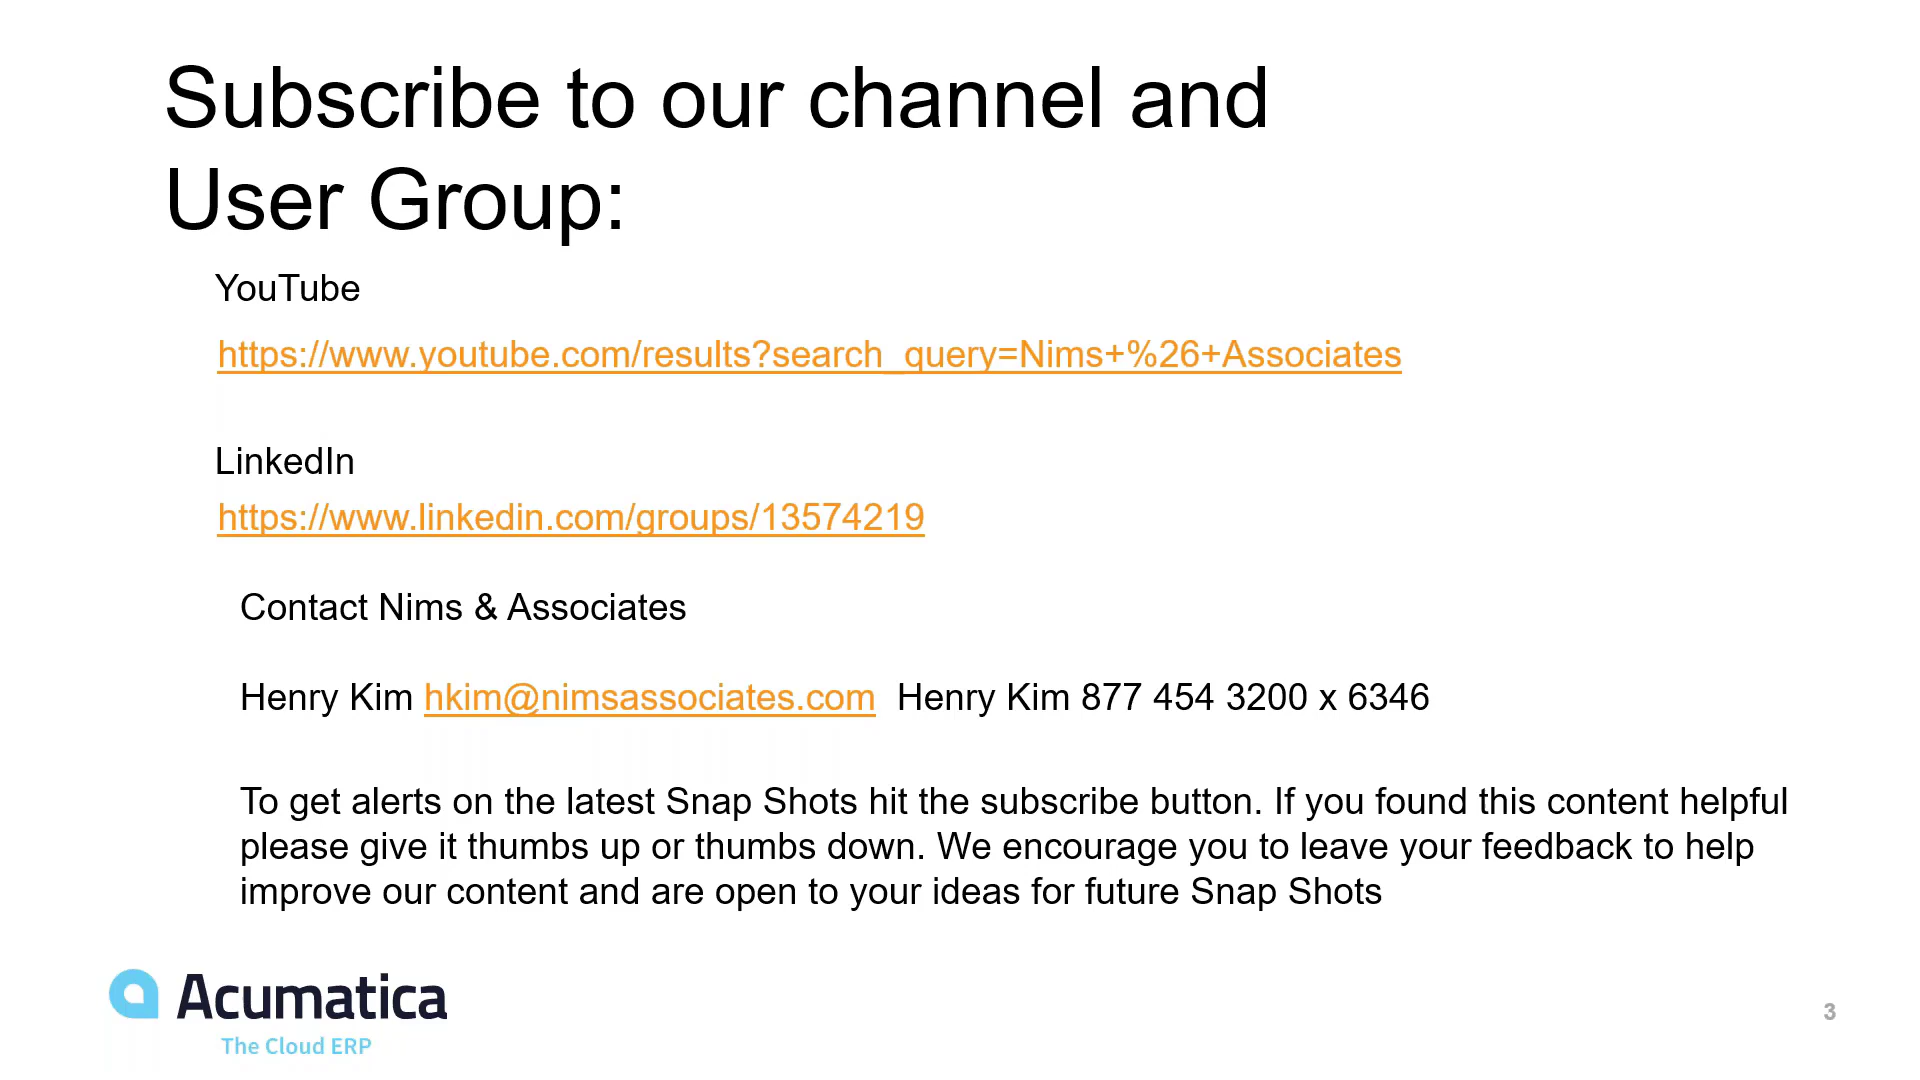 Subscribe to our channel and
User Group:
YouTube
https://www.youtube.com/results?search_query=Nims+%26+Associates
LinkedIn
https://www.linkedin.com/groups/13574219
Contact Nims & Associates
Henry Kim hkim@nimsassociates.com  Henry Kim 877 454 3200 x 6346
To get alerts on the latest Snap Shots hit the subscribe button. If you found this content helpful
please give it thumbs up or thumbs down. We encourage you to leave your feedback to help
improve our content and are open to your ideas for future Snap Shots
Acumatica
The Cloud ERP
3